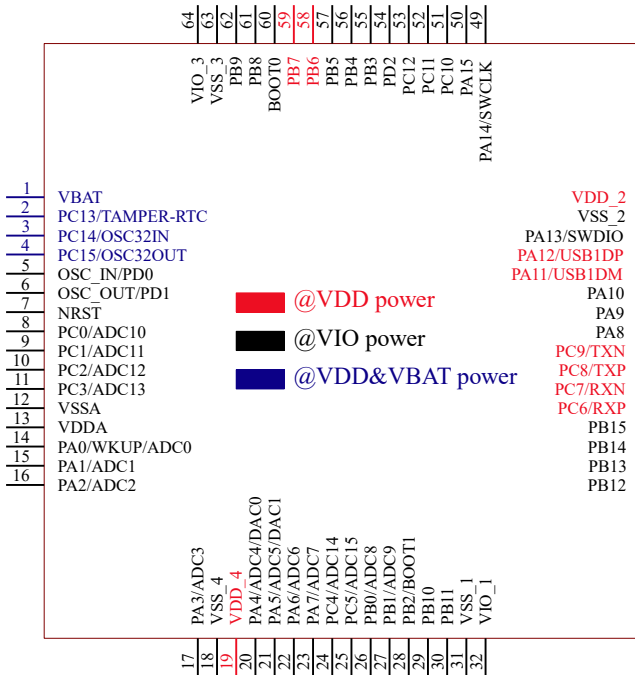 64 63 62 61 60 59 58 57 56 55 54 53 52 51 50 49
VIO_3
VSS_3
PB9
PB8
BOOT0
PB7
PB6
PB5
PB4
PB3
PD2
PC12
PC11
PC10
PA15
PA14/SWCLK
1 VBAT
2 PC13/TAMPER-RTC
3 PC14/OSC32IN
4 PC15/OSC32OUT
5 OSC_IN/PD0
6 OSC_OUT/PD1
7 NRST
8 PC0/ADC10
9 PC1/ADC11
10 PC2/ADC12
11 PC3/ADC13
12 VSSA
13 VDDA
14 PA0/WKUP/ADC0
15 PA1/ADC1
16 PA2/ADC2
@VDD power
@VIO power
@VDD&VBAT power
VDD_2
VSS_2
PA13/SWDIO
PA12/USB1DP
PA11/USB1DM
PA10
PA9
PA8
PC9/TXN
PC8/TXP
PC7/RXN
PC6/RXP
PB15
PB14
PB13
PB12
PA3/ADC3
VSS_4
VDD_4
PA4/ADC4/DAC0
PA5/ADC5/DAC1
PA6/ADC6
PA7/ADC7
PC4/ADC14
PC5/ADC15
PB0/ADC8
PB1/ADC9
PB2/BOOT1
PB10
PB11
VSS_1
VIO_1
17 18 19 20 21 22 23 24 25 26 27 28 29 30 31 32